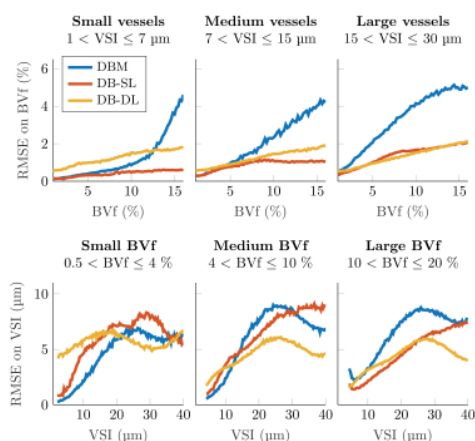 Small vessels Medium vessels Large vessels
1 < VSI ≤ 7 µm 7 < VSI ≤ 15 µm 15 < VSI ≤ 30 µm
RMSE on BVf (%)
6
4
2
0
DBM
DB-SL
DB-DL
5 10 15 5 10 15 5 10 15
BVf (%) BVf (%) BVf (%)
Small BVf Medium BVf Large BVf
0.5 < BVf ≤ 4 % 4 < BVf ≤ 10 % 10 < BVf ≤ 20 %
RMSE on VSI (µm)
10
5
0
10 20 30 40 10 20 30 40 10 20 30 40
VSI (µm) VSI (µm) VSI (µm)